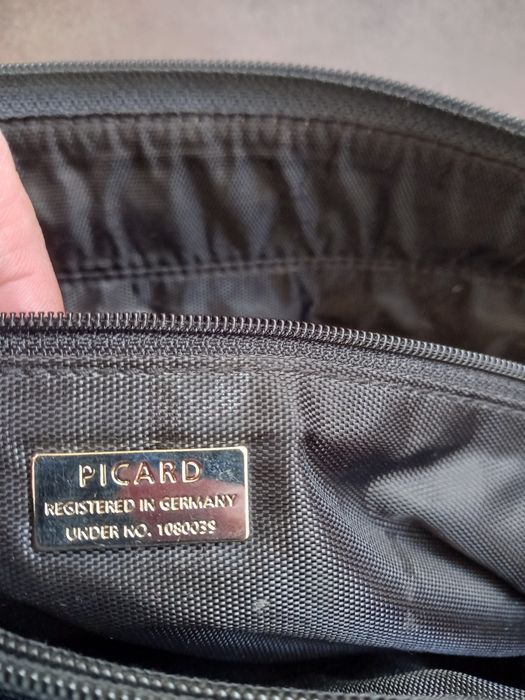 PICARD
REGISTERED IN GERMANY
UNDER NO. 1080039